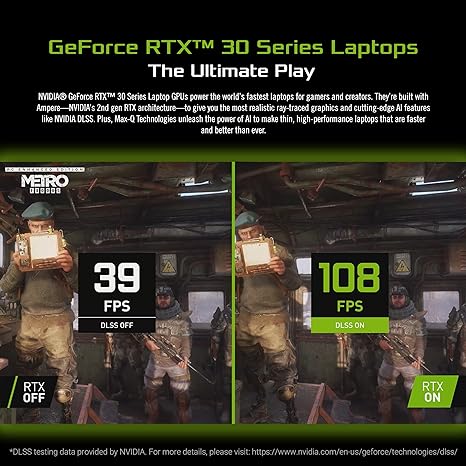 GeForce RTX™ 30 Series Laptops
The Ultimate Play
NVIDIA® GeForce RTX™ 30 Series Laptop GPUs power the world's fastest laptops for gamers and creators. They're built with
Ampere—NVIDIA's 2nd gen RTX architecture—to give you the most realistic ray-traced graphics and cutting-edge AI features
like NVIDIA DLSS. Plus, Max-Q Technologies unleash the power of AI to make thin, high-performance laptops that are faster
and better than ever.
PC ENHANCED EDITION
METRO
EXODUS
39
FPS
DLSS OFF
108
FPS
DLSS ON
RTX
OFF
RTX
ON
*DLSS testing data provided by NVIDIA. For more details, please visit: https://www.nvidia.com/en-us/geforce/technologies/dlss/